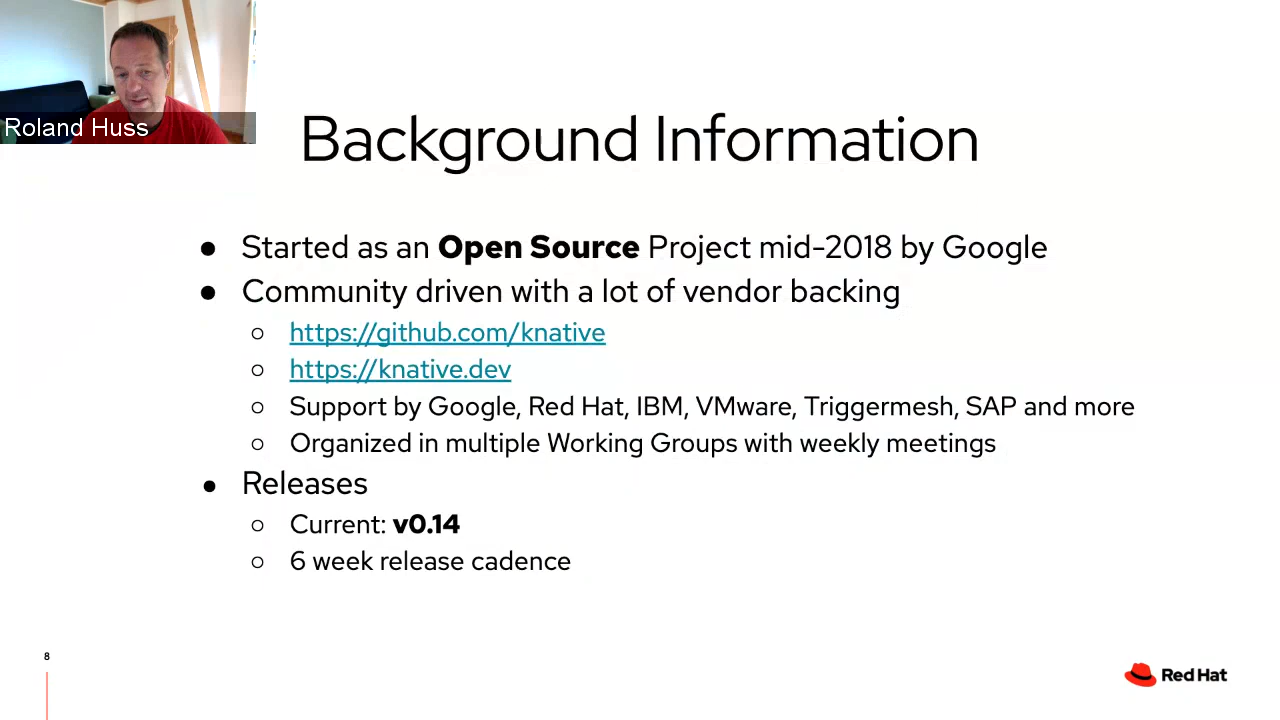 Roland Huss
Background Information
● Started as an Open Source Project mid-2018 by Google
● Community driven with a lot of vendor backing
○ https://github.com/knative
○ https://knative.dev
○ Support by Google, Red Hat, IBM, VMware, Triggermesh, SAP and more
○ Organized in multiple Working Groups with weekly meetings
● Releases
○ Current: v0.14
○ 6 week release cadence
8
Red Hat